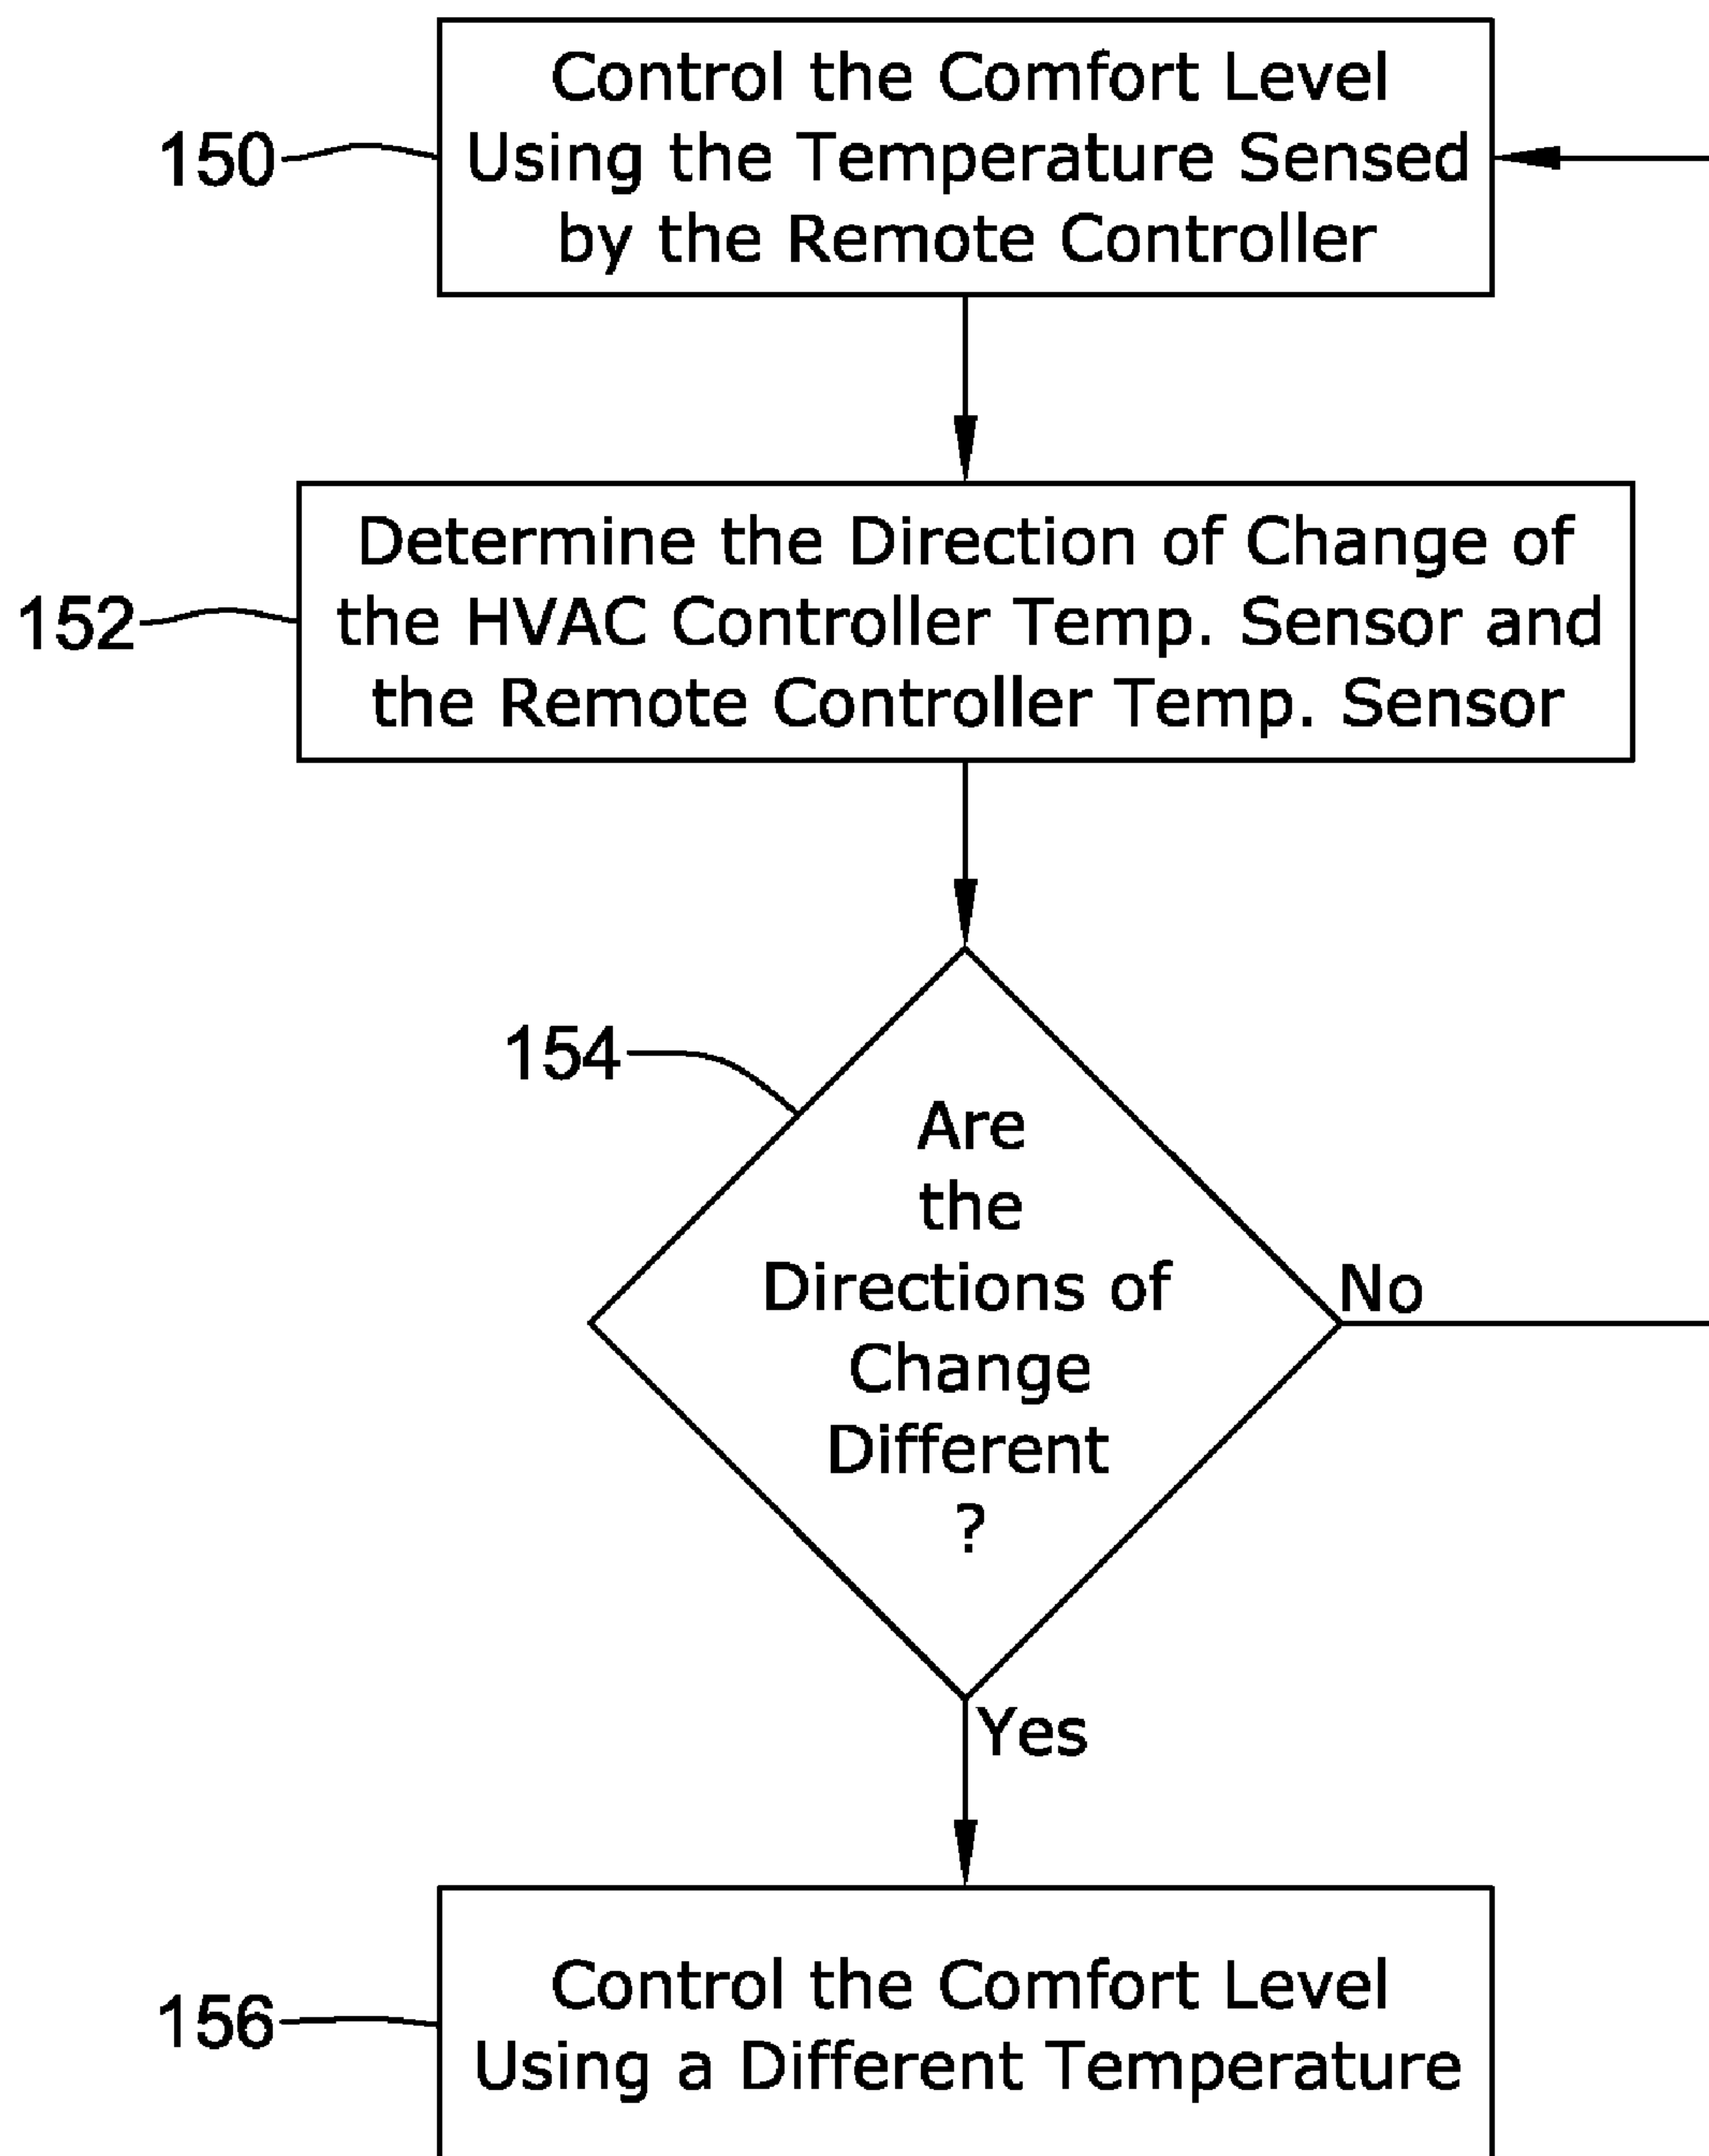 Control the Comfort Level
Using the Temperature Sensed
by the Remote Controller
150
Determine the Direction of Change of
the HVAC Controller Temp. Sensor and
the Remote Controller Temp. Sensor
152
154
Are
the
Directions of
Change
Different
?
No
Yes
Control the Comfort Level
Using a Different Temperature
156